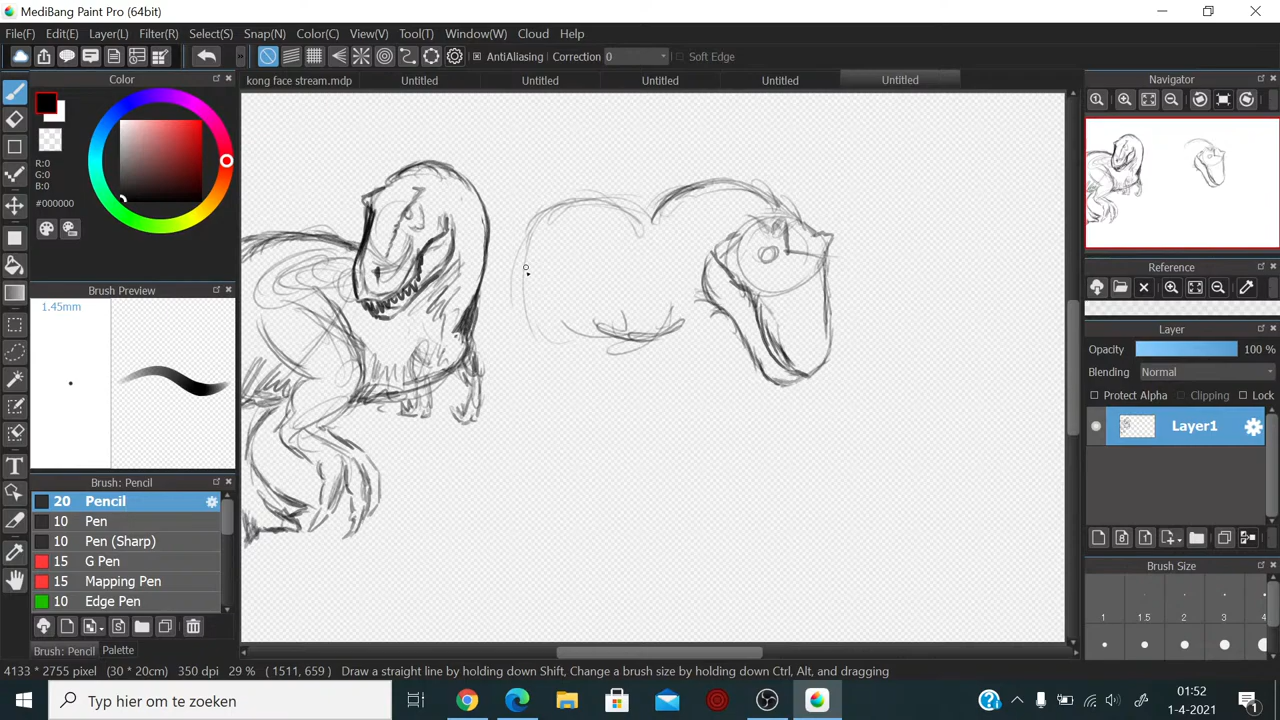 MediBang Paint Pro (64bit)
File(F) Edit(E) Layer(L) Filter(R) Select(S) Snap(N) Color(C) View(V) Tool(T) Window(W) Cloud Help
AntiAliasing Correction 0 Soft Edge
Color
kong face stream.mdp Untitled Untitled Untitled Untitled Untitled
Navigator
R:0
G:0
B:0
#000000
Brush Preview
1.45mm
Reference
Layer
Opacity 100 %
Blending Normal
Protect Alpha Clipping Lock
Layer1
Brush: Pencil
20 Pencil
10 Pen
10 Pen (Sharp)
15 G Pen
15 Mapping Pen
10 Edge Pen
Brush Size
1 1.5 2 3 4
Brush: Pencil Palette
4133 * 2755 pixel (30 * 20cm) 350 dpi 29 % ( 1511, 659 ) Draw a straight line by holding down Shift, Change a brush size by holding down Ctrl, Alt, and dragging
Typ hier om te zoeken
01:52
1-4-2021
1